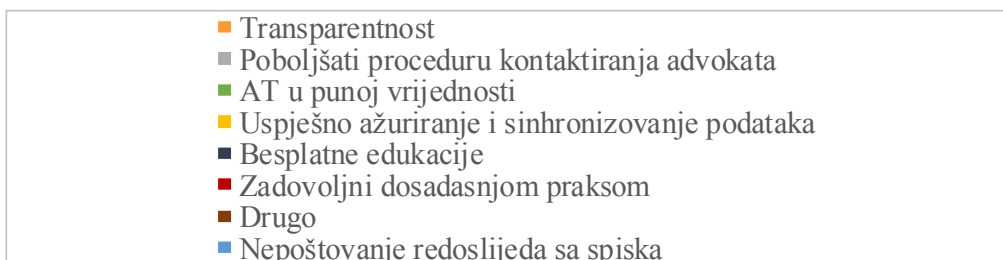 Transparentnost
Poboljšati proceduru kontaktiranja advokata
AT u punoj vrijednosti
Uspješno ažuriranje i sinhronizovanje podataka
Besplatne edukacije
Zadovoljni dosadasnjom praksom
Drugo
Nepoštovanje redoslijeda sa spiska